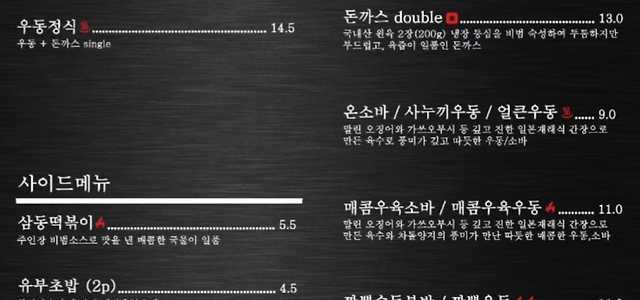 우동정식 14.5
우동 + 돈까스 single
사이드메뉴
삼동떡볶이 5.5
주인장 비법소스로 맛을 낸 매콤한 국물이 일품
유부초밥 (2p) 4.5
돈까스 double 13.0
국내산 원육 2장(200g) 냉장 등심을 비법 숙성하여 두툼하지만
부드럽고, 육즙이 일품인 돈까스
온소바 / 사누끼우동 / 얼큰우동 9.0
말린 오징어와 가쓰오부시 등 깊고 진한 일본재래식 간장으로
만든 육수로 풍미가 깊고 따뜻한 우동/소바
매콤우육소바 / 매콤우육우동 11.0
말린 오징어와 가쓰오부시 등 깊고 진한 일본재래식 간장으로
만든 육수와 차돌양지의 풍미가 만난 따뜻한 매콤한 우동,소바